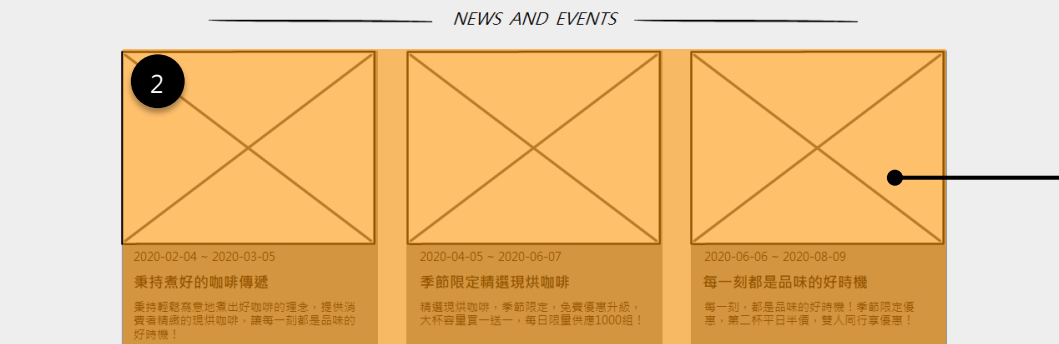 NEWS AND EVENTS
2
2020-02-04 ~ 2020-03-05
秉持煮好的咖啡傳遞
秉持輕鬆寫意地煮出好咖啡的理念，提供消
費者精緻的現烘咖啡，讓每一刻都是品味的
好時機！
2020-04-05 ~ 2020-06-07
季節限定精選現烘咖啡
精選現烘咖啡，季節限定，免費優惠升級，
大杯容量買一送一，每日限量供應1000組！
2020-06-06 ~ 2020-08-09
每一刻都是品味的好時機
每一刻，都是品味的好時機！季節限定優
惠，第二杯平日半價，雙人同行享優惠！